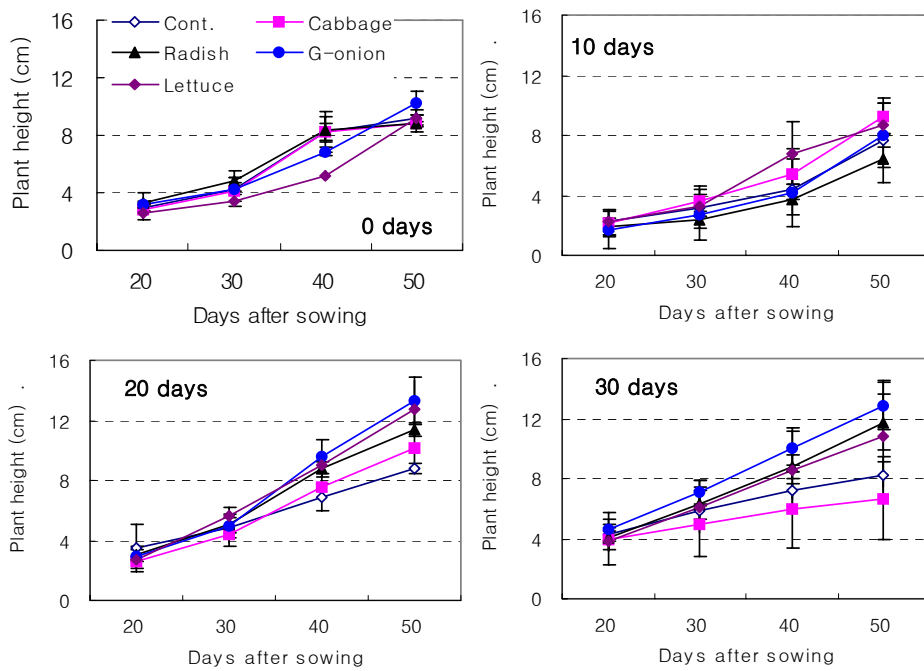 Cont. Cabbage
Radish G-onion
Lettuce
Plant height (cm)
16
12
8
4
0
0 days
20 30 40 50
Days after sowing
10 days
Plant height (cm) .
16
12
8
4
0
20 30 40 50
Days after sowing
20 days
Plant height (cm) .
16
12
8
4
0
20 30 40 50
Days after sowing
30 days
Plant height (cm) .
16
12
8
4
0
20 30 40 50
Days after sowing